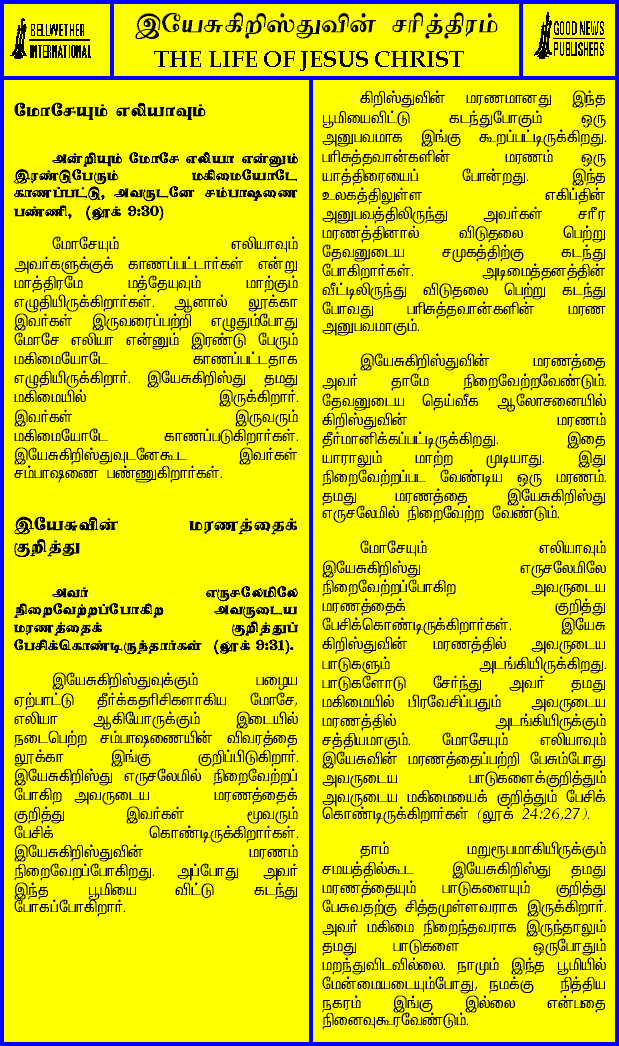 BELLWETHER
INTERNATIONAL
இயேசுகிறிஸ்துவின் சரித்திரம்
THE LIFE OF JESUS CHRIST
GOOD NEWS
PUBLISHERS
மோசேயும் எலியாவும்
அன்றியும் மோசே எலியா என்னும்
இரண்டுபேரும் மகிமையோடே
காணப்பட்டு, அவருடனே சம்பாஷணை
பண்ணி, (லூக் 9:30)
மோசேயும் எலியாவும்
அவர்களுக்குக் காணப்பட்டார்கள் என்று
மாத்திரமே மத்தேயுவும் மாற்கும்
எழுதியிருக்கிறார்கள். ஆனால் லூக்கா
இவர்கள் இருவரைப்பற்றி எழுதும்போது
மோசே எலியா என்னும் இரண்டு பேரும்
மகிமையோடே காணப்பட்டதாக
எழுதியிருக்கிறார். இயேசுகிறிஸ்து தமது
மகிமையில் இருக்கிறார்.
இவர்கள் இருவரும்
மகிமையோடே காணப்படுகிறார்கள்.
இயேசுகிறிஸ்துவுடனேகூட இவர்கள்
சம்பாஷணை பண்ணுகிறார்கள்.
இயேசுவின் மரணத்தைக்
குறித்து
அவர் எருசலேமிலே
நிறைவேற்றப்போகிற அவருடைய
மரணத்தைக் குறித்துப்
பேசிக்கொண்டிருந்தார்கள் (லூக் 9:31).
இயேசுகிறிஸ்துவுக்கும் பழைய
ஏற்பாட்டு தீர்க்கதரிசிகளாகிய மோசே,
எலியா ஆகியோருக்கும் இடையில்
நடைபெற்ற சம்பாஷணையின் விவரத்தை
லூக்கா இங்கு குறிப்பிடுகிறார்.
இயேசுகிறிஸ்து எருசலேமில் நிறைவேற்றப்
போகிற அவருடைய மரணத்தைக்
குறித்து இவர்கள் மூவரும்
பேசிக் கொண்டிருக்கிறார்கள்.
இயேசுகிறிஸ்துவின் மரணம்
நிறைவேறப்போகிறது. அப்போது அவர்
இந்த பூமியை விட்டு கடந்து
போகப்போகிறார்.
கிறிஸ்துவின் மரணமானது இந்த
பூமியைவிட்டு கடந்துபோகும் ஒரு
அனுபவமாக இங்கு கூறப்பட்டிருக்கிறது.
பரிசுத்தவான்களின் மரணம் ஒரு
யாத்திரையைப் போன்றது. இந்த
உலகத்திலுள்ள எகிப்தின்
அனுபவத்திலிருந்து அவர்கள் சரீர
மரணத்தினால் விடுதலை பெற்று
தேவனுடைய சமுகத்திற்கு கடந்து
போகிறார்கள். அடிமைத்தனத்தின்
வீட்டிலிருந்து விடுதலை பெற்று கடந்து
போவது பரிசுத்தவான்களின் மரண
அனுபவமாகும்.
இயேசுகிறிஸ்துவின் மரணத்தை
அவர் தாமே நிறைவேற்றவேண்டும்.
தேவனுடைய தெய்வீக ஆலோசனையில்
கிறிஸ்துவின் மரணம்
தீர்மானிக்கப்பட்டிருக்கிறது. இதை
யாராலும் மாற்ற முடியாது. இது
நிறைவேற்றப்பட வேண்டிய ஒரு மரணம்.
தமது மரணத்தை இயேசுகிறிஸ்து
எருசலேமில் நிறைவேற்ற வேண்டும்.
மோசேயும் எலியாவும்
இயேசுகிறிஸ்து எருசலேமிலே
நிறைவேற்றப்போகிற அவருடைய
மரணத்தைக் குறித்து
பேசிக்கொண்டிருக்கிறார்கள். இயேசு
கிறிஸ்துவின் மரணத்தில் அவருடைய
பாடுகளும் அடங்கியிருக்கிறது.
பாடுகளோடு சேர்ந்து அவர் தமது
மகிமையில் பிரவேசிப்பதும் அவருடைய
மரணத்தில் அடங்கியிருக்கும்
சத்தியமாகும். மோசேயும் எலியாவும்
இயேசுவின் மரணத்தைப்பற்றி பேசும்போது
அவருடைய பாடுகளைக்குறித்தும்
அவருடைய மகிமையைக் குறித்தும் பேசிக்
கொண்டிருக்கிறார்கள் (லூக் 24:26,27).
தாம் மறுரூபமாகியிருக்கும்
சமயத்தில்கூட இயேசுகிறிஸ்து தமது
மரணத்தையும் பாடுகளையும் குறித்து
பேசுவதற்கு சித்தமுள்ளவராக இருக்கிறார்.
அவர் மகிமை நிறைந்தவராக இருந்தாலும்
தமது பாடுகளை ஒருபோதும்
மறந்துவிடவில்லை. நாமும் இந்த பூமியில்
மேன்மையடையும்போது, நமக்கு நித்திய
நகரம் இங்கு இல்லை என்பதை
நினைவுகூரவேண்டும்.